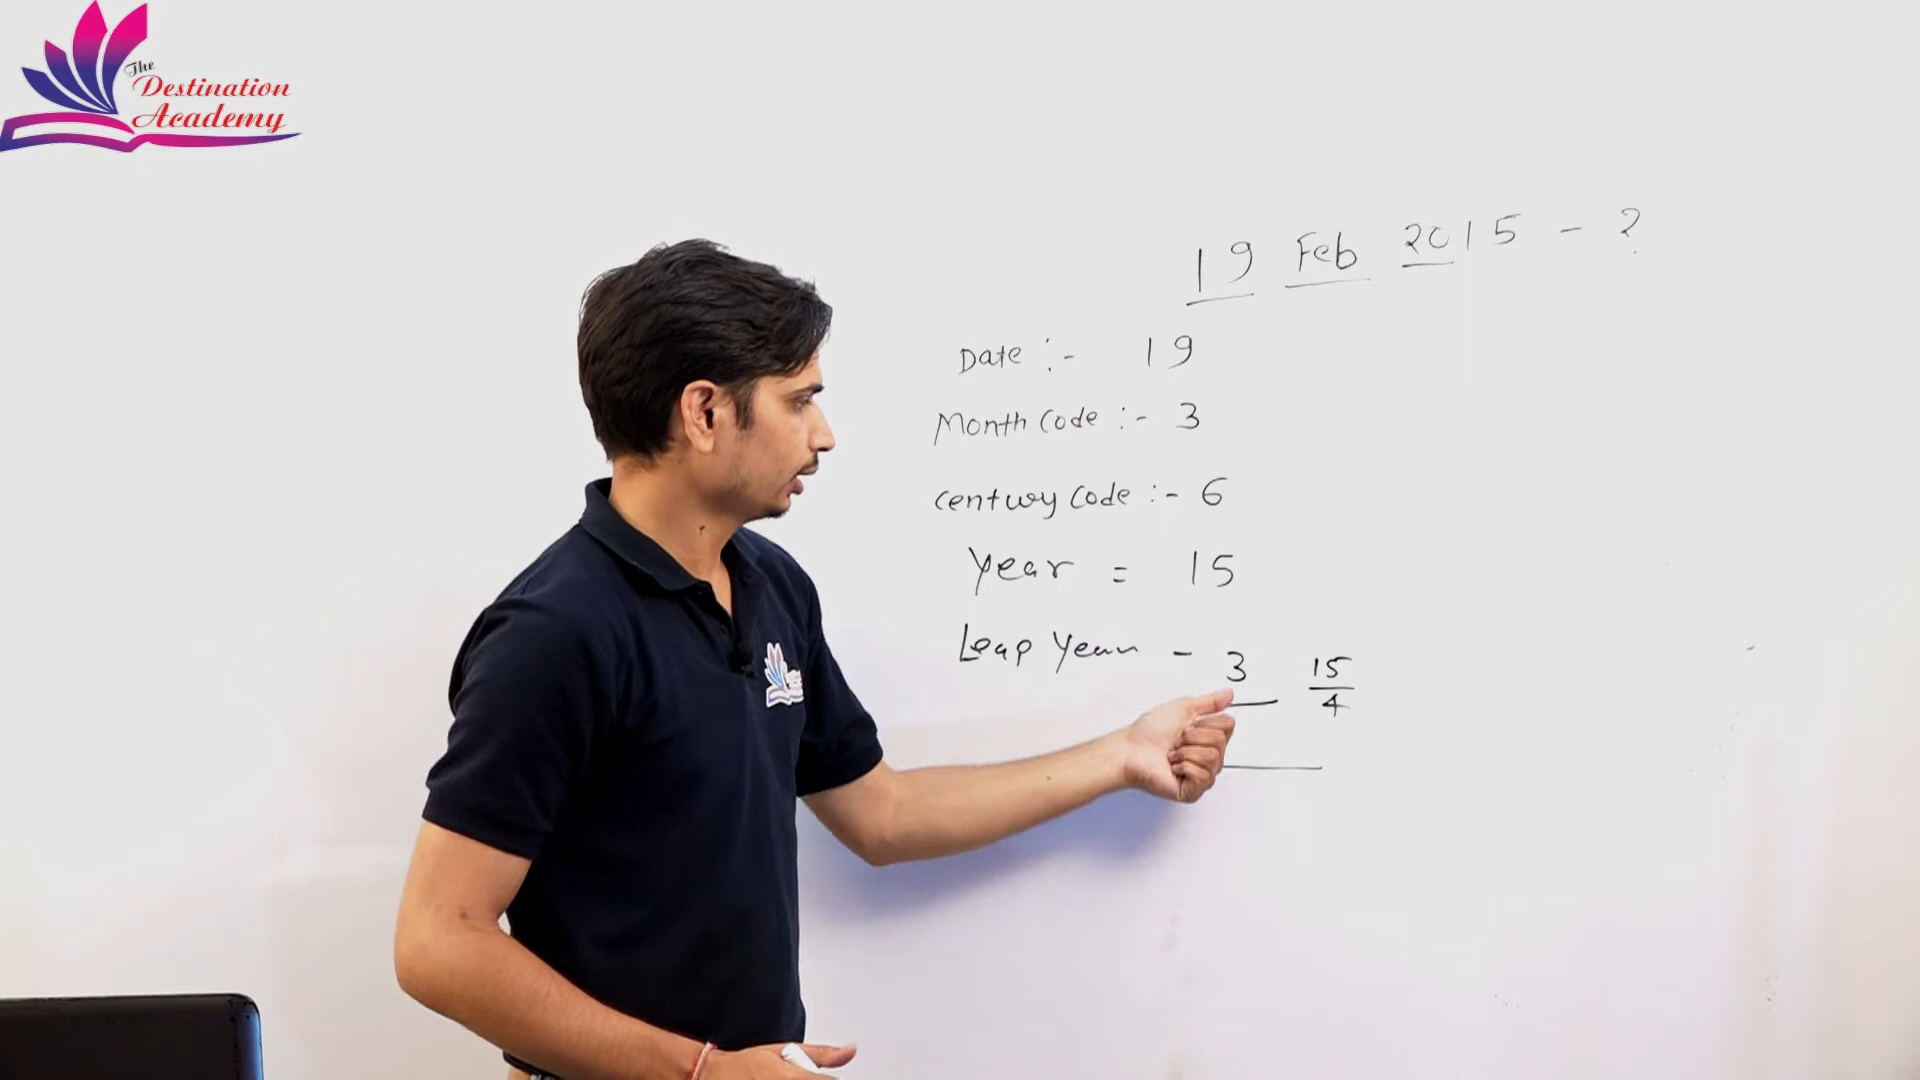 The
Destination
Academy
19 Feb 2015 - ?
Date :- 19
Month Code :- 3
Century Code :- 6
Year = 15
Leap Year - 3 15/4